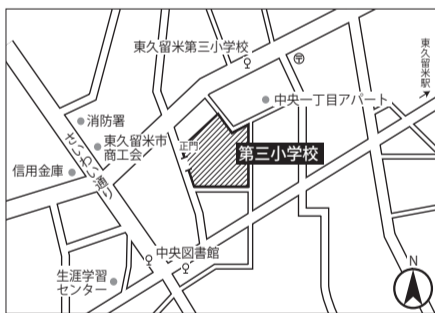 東久留米第三小学校
東久留米駅
中央一丁目アパート
消防署
東久留米市
商工会
正門
第三小学校
信用金庫
さいわい通り
中央図書館
生涯学習
センター
N